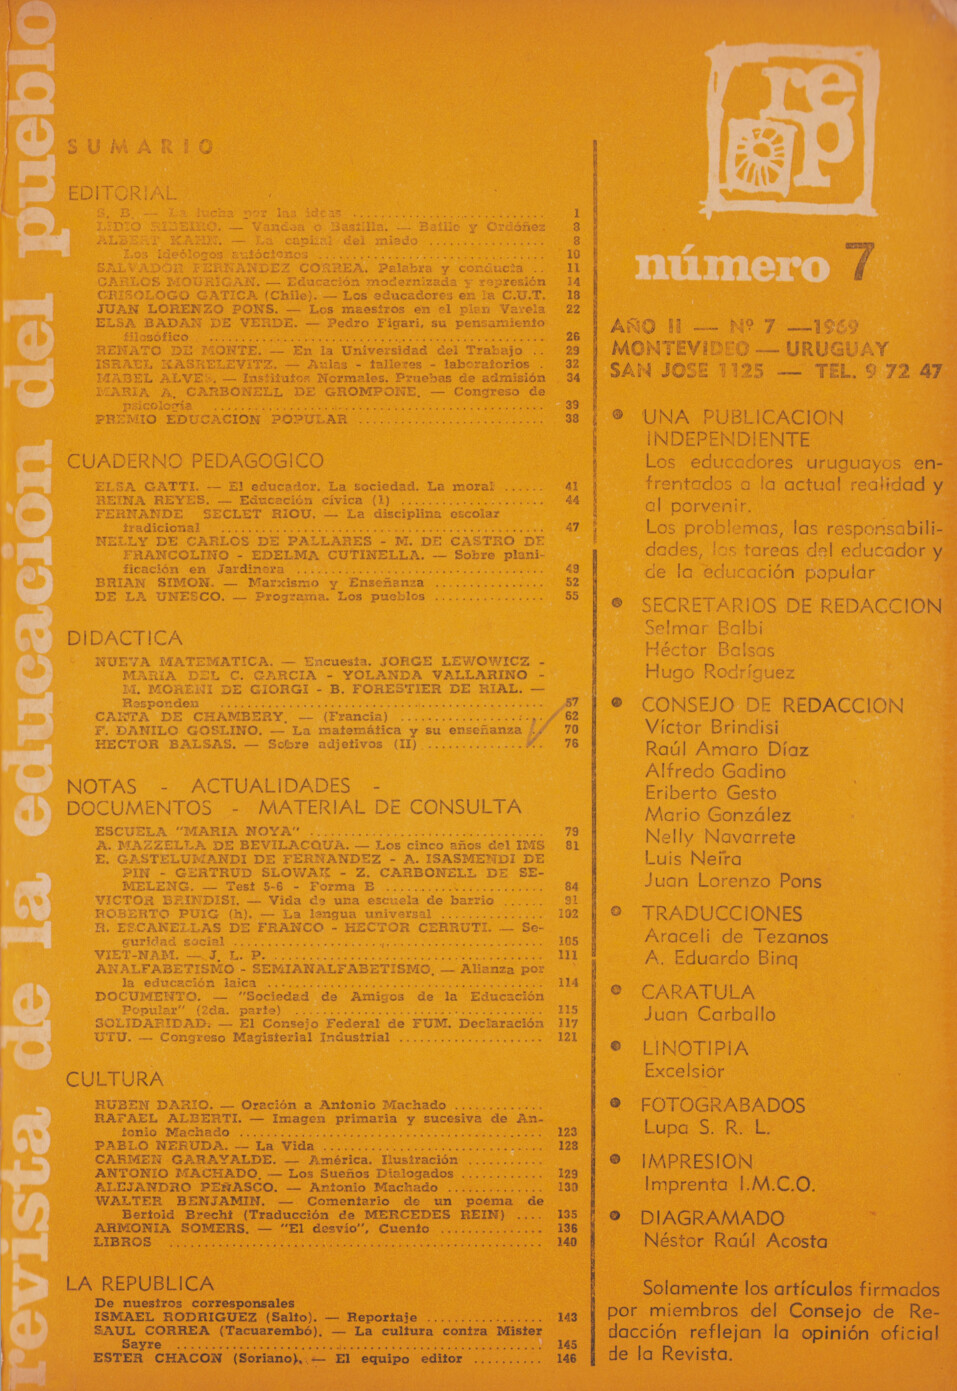 revista de la educación del pueblo
SUMARIO
EDITORIAL
S. B. — La lucha por las ideas 1
LIDIO RIBEIRO. — Vandea o Bastilla. — Batlle y Ordóñez 3
ALBERT KAHN. — La capital del miedo 8
Los ideólogos autóctonos 10
SALVADOR FERNANDEZ CORREA. Palabra y conducta .. 11
CARLOS MOURIGAN. — Educación modernizada y represión 14
CRISOLOGO GATICA (Chile). — Los educadores en la C.U.T. 18
JUAN LORENZO PONS. — Los maestros en el plan Varela 22
ELSA BADAN DE VERDE. — Pedro Figari, su pensamiento
filosófico 26
RENATO DE MONTE. — En la Universidad del Trabajo . 29
ISRAEL KASRELEVITZ. — Aulas - talleres - laboratorios . 32
MABEL ALVES. — Institutos Normales. Pruebas de admisión 34
MARIA A. CARBONELL DE GROMPONE. — Congreso de
psicología 39
PREMIO EDUCACION POPULAR 38
CUADERNO PEDAGOGICO
ELSA GATTI. — El educador. La sociedad. La moral 41
REINA REYES. — Educación cívica (1) 44
FERNANDE SECLET RIOU. — La disciplina escolar
tradicional 47
NELLY DE CARLOS DE PALLARES - M. DE CASTRO DE
FRANCOLINO - EDELMA CUTINELLA. — Sobre plani-
ficación en Jardinera 49
BRIAN SIMON. — Marxismo y Enseñanza 52
DE LA UNESCO. — Programa. Los pueblos 55
DIDACTICA
NUEVA MATEMATICA. — Encuesta. JORGE LEWOWICZ -
MARIA DEL C. GARCIA - YOLANDA VALLARINO -
M. MORENI DE GIORGI - B. FORESTIER DE RIAL. —
Responden 57
CARTA DE CHAMBERY. — (Francia) 62
F. DANILO GOSLINO. — La matemática y su enseñanza 70
HECTOR BALSAS. — Sobre adjetivos (II) 76
NOTAS - ACTUALIDADES -
DOCUMENTOS - MATERIAL DE CONSULTA
ESCUELA "MARIA NOYA" 79
A. MAZZELLA DE BEVILACQUA. — Los cinco años del IMS 81
E. GASTELUMANDI DE FERNANDEZ - A. ISASMENDI DE
PIN - GERTRUD SLOWAK - Z. CARBONELL DE SE-
MELENG. — Test 5-6 - Forma B 84
VICTOR BRINDISI. — Vida de una escuela de barrio 91
ROBERTO PUIG (h). — La lengua universal 102
R. ESCANELLAS DE FRANCO - HECTOR CERRUTI. — Se-
guridad social 105
VIET-NAM. — J. L. P. 111
ANALFABETISMO - SEMIANALFABETISMO. — Alianza por
la educación laica 114
DOCUMENTO. — "Sociedad de Amigos de la Educación
Popular" (2da. parte) 115
SOLIDARIDAD. — El Consejo Federal de FUM. Declaración 117
UTU. — Congreso Magisterial Industrial 121
CULTURA
RUBEN DARIO. — Oración a Antonio Machado
RAFAEL ALBERTI. — Imagen primaria y sucesiva de An-
tonio Machado 123
PABLO NERUDA. — La Vida 128
CARMEN GARAYALDE. — América. Ilustración
ANTONIO MACHADO. — Los Sueños Dialogados 129
ALEJANDRO PEÑASCO. — Antonio Machado 130
WALTER BENJAMIN. — Comentario de un poema de
Bertold Brecht (Traducción de MERCEDES REIN) 135
ARMONIA SOMERS. — "El desvío", Cuento 136
LIBROS 140
LA REPUBLICA
De nuestros corresponsales
ISMAEL RODRIGUEZ (Salto). — Reportaje 143
SAUL CORREA (Tacuarembó). — La cultura contra Mister
Sayre 145
ESTER CHACON (Soriano). — El equipo editor 146
rep
número 7
AÑO II — Nº 7 —1969
MONTEVIDEO — URUGUAY
SAN JOSE 1125 — TEL. 9 72 47
UNA PUBLICACION
INDEPENDIENTE
Los educadores uruguayos en-
frentados a la actual realidad y
al porvenir.
Los problemas, las responsabili-
dades, las tareas del educador y
de la educación popular
SECRETARIOS DE REDACCION
Selmar Balbi
Héctor Balsas
Hugo Rodríguez
CONSEJO DE REDACCION
Víctor Brindisi
Raúl Amaro Díaz
Alfredo Gadino
Eriberto Gesto
Mario González
Nelly Navarrete
Luis Neira
Juan Lorenzo Pons
TRADUCCIONES
Araceli de Tezanos
A. Eduardo Binq
CARATULA
Juan Carballo
LINOTIPIA
Excelsior
FOTOGRABADOS
Lupa S. R. L.
IMPRESION
Imprenta I.M.C.O.
DIAGRAMADO
Néstor Raúl Acosta
Solamente los artículos firmados
por miembros del Consejo de Re-
dacción reflejan la opinión oficial
de la Revista.